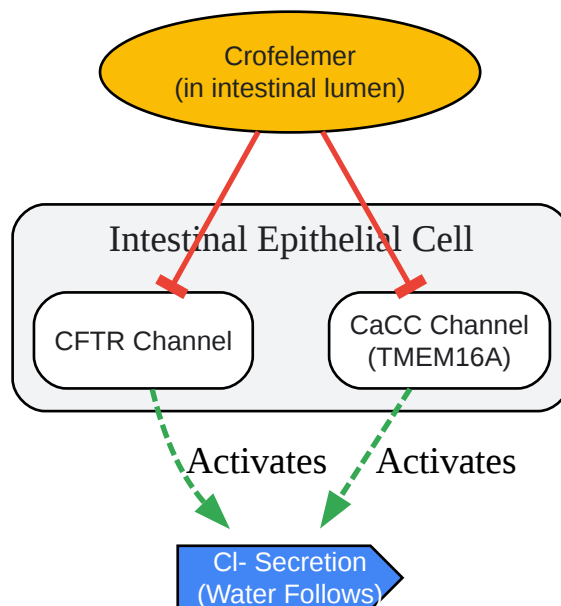 Crofelemer
(in intestinal lumen)
Intestinal Epithelial Cell
CFTR Channel
CaCC Channel
(TMEM16A)
Activates
Activates
Cl- Secretion
(Water Follows)